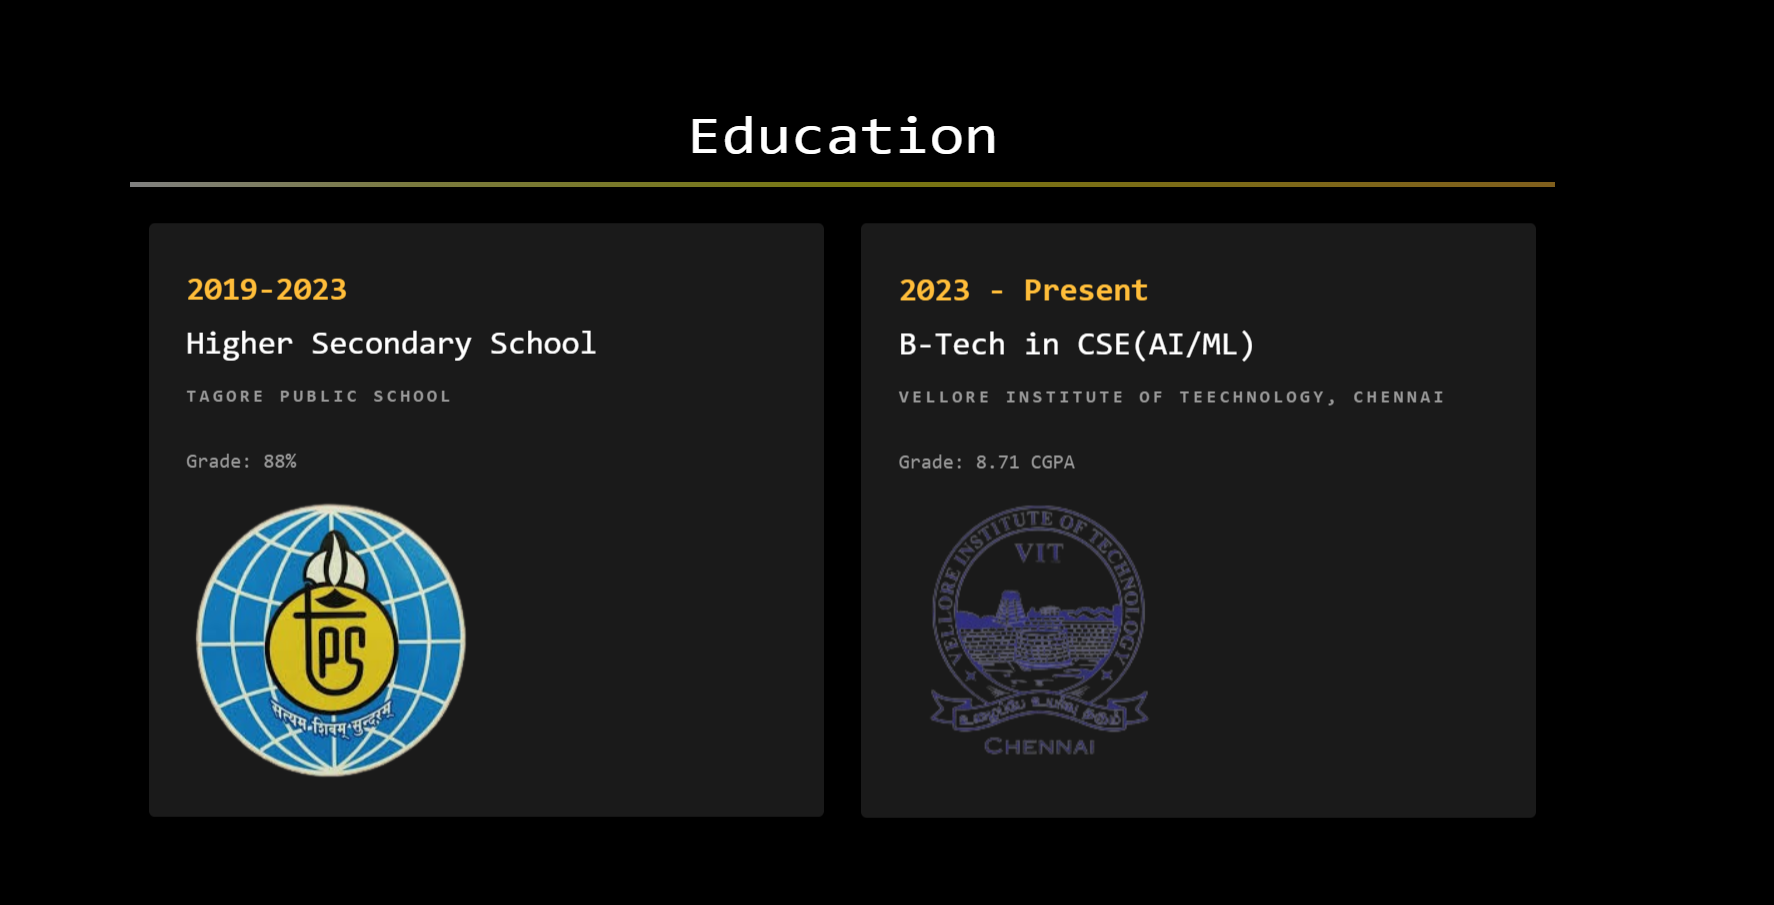 Education
2019-2023
Higher Secondary School
TAGORE PUBLIC SCHOOL
Grade: 88%
tPS
सत्यम् शिवम् सुन्दरम्
2023 - Present
B-Tech in CSE(AI/ML)
VELLORE INSTITUTE OF TEECHNOLOGY, CHENNAI
Grade: 8.71 CGPA
VELLORE INSTITUTE OF TECHNOLOGY
VIT
CHENNAI